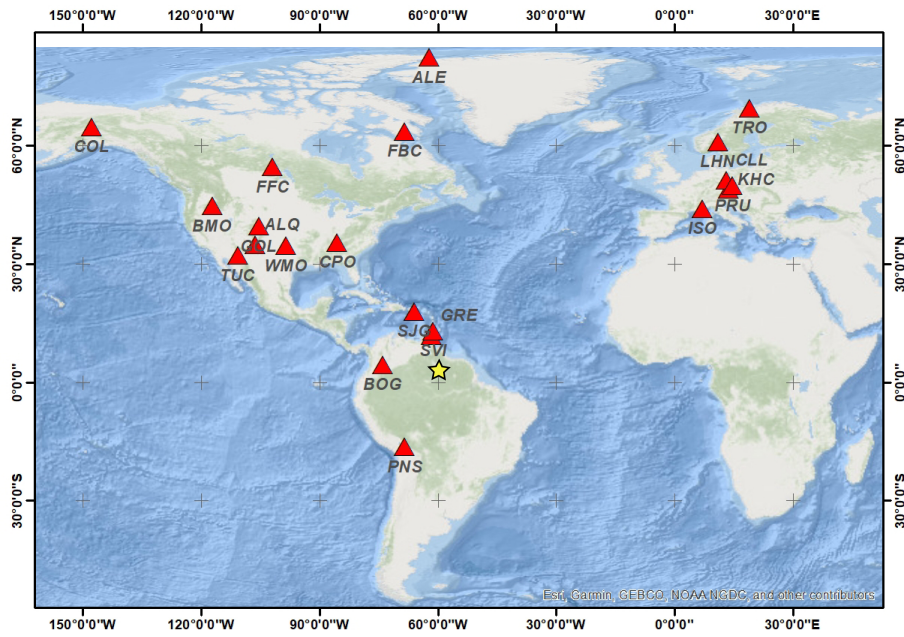 150°0'0"W 120°0'0"W 90°0'0"W 60°0'0"W 30°0'0"W 0°0'0" 30°0'0"E
ALE
TRO
60°0'0"N COL FBC LHN CLL 60°0'0"N
FFC KHC
BMO ALQ PRU ISO
GOL
30°0'0"N TUC WMO CPO 30°0'0"N
SJG GRE
SVI
0°0'0" BOG 0°0'0"
PNS
30°0'0"S 30°0'0"S
Esri, Garmin, GEBCO, NOAA NGDC, and other contributors
150°0'0"W 120°0'0"W 90°0'0"W 60°0'0"W 30°0'0"W 0°0'0" 30°0'0"E